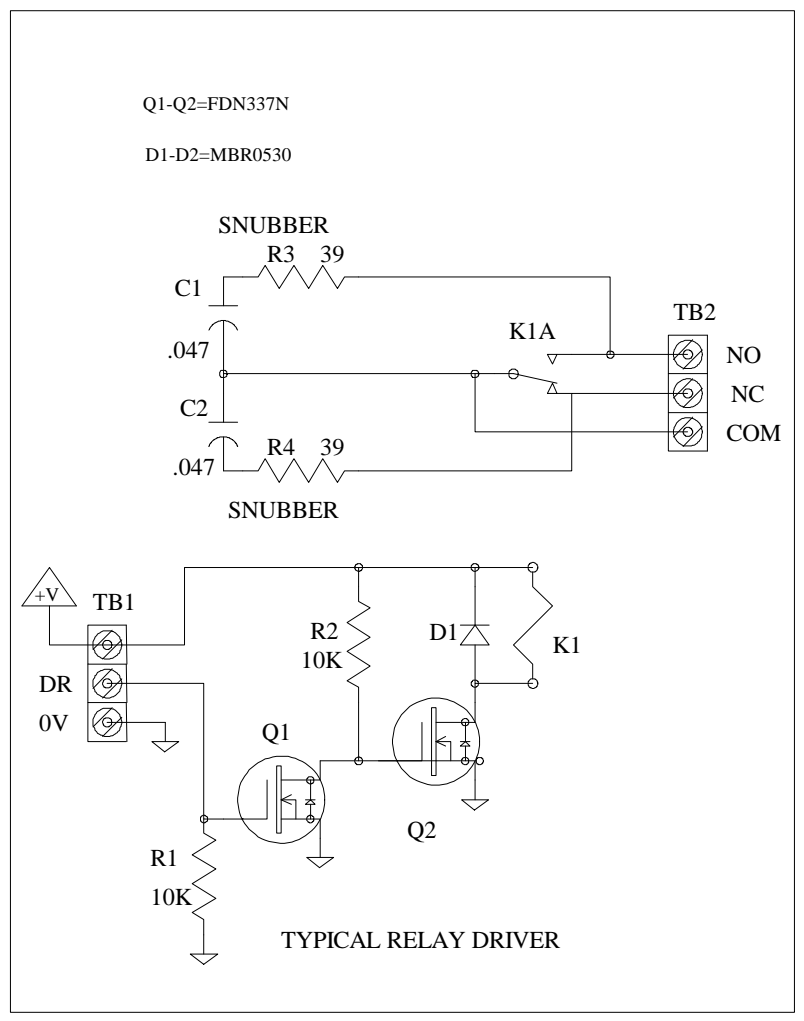 Q1-Q2=FDN337N
D1-D2=MBR0530
SNUBBER
R3 39
C1
.047
K1A
TB2
NO
NC
COM
C2
.047
R4 39
SNUBBER
+V
TB1
DR
0V
R2
10K
D1
K1
Q1
Q2
R1
10K
TYPICAL RELAY DRIVER